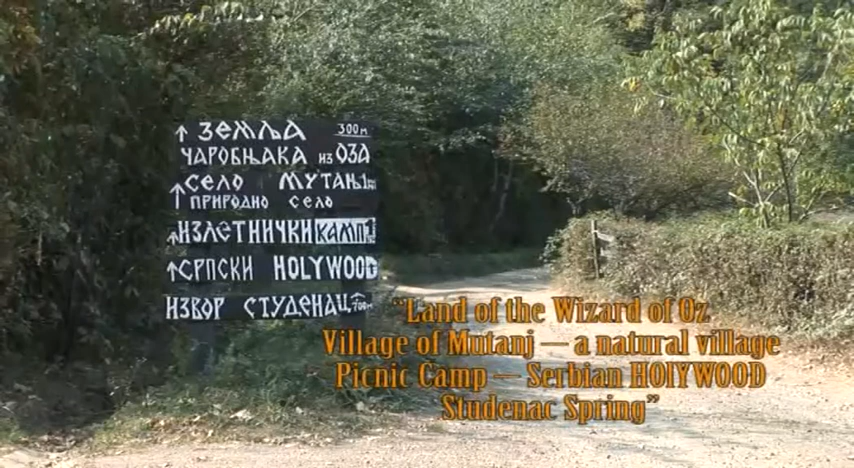 ↑ ЗЕМЉА 300м
ЧАРОБЊАКА ИЗ ОЗА
↑ СЕЛО МУТАЊ
ПРИРОДНО СЕЛО
↑ИЗЛЕТНИЧКИ КАМП
↑СРПСКИ HOLYWOOD
ИЗВОР СТУДЕНАЦ 700м
“Land of the Wizard of Oz
Village of Mutanj — a natural village
Picnic Camp — Serbian HOlYWOOD
Studenac Spring”